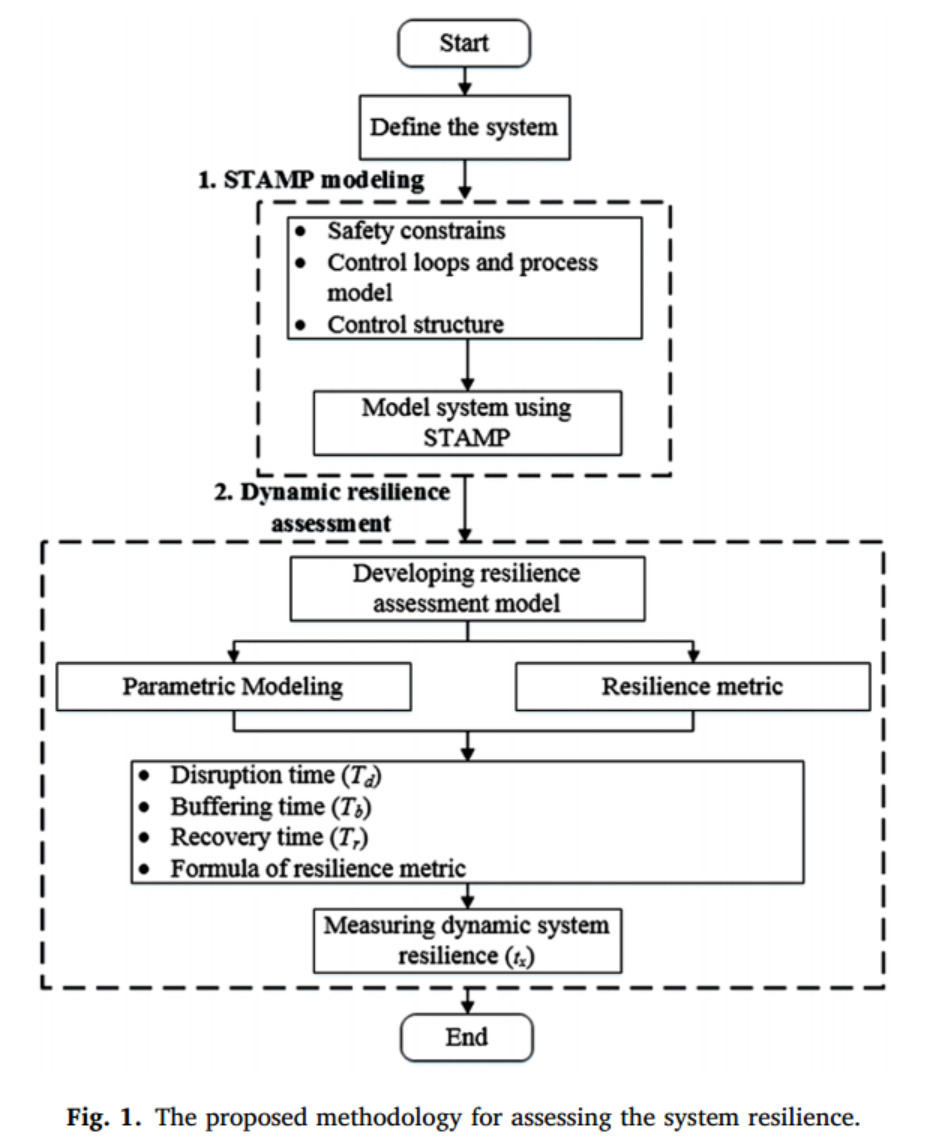 Start
Define the system
1. STAMP modeling
• Safety constrains
• Control loops and process
model
• Control structure
Model system using
STAMP
2. Dynamic resilience
assessment
Developing resilience
assessment model
Parametric Modeling
Resilience metric
• Disruption time (T_d)
• Buffering time (T_b)
• Recovery time (T_r)
• Formula of resilience metric
Measuring dynamic system
resilience (t_x)
End
Fig. 1. The proposed methodology for assessing the system resilience.